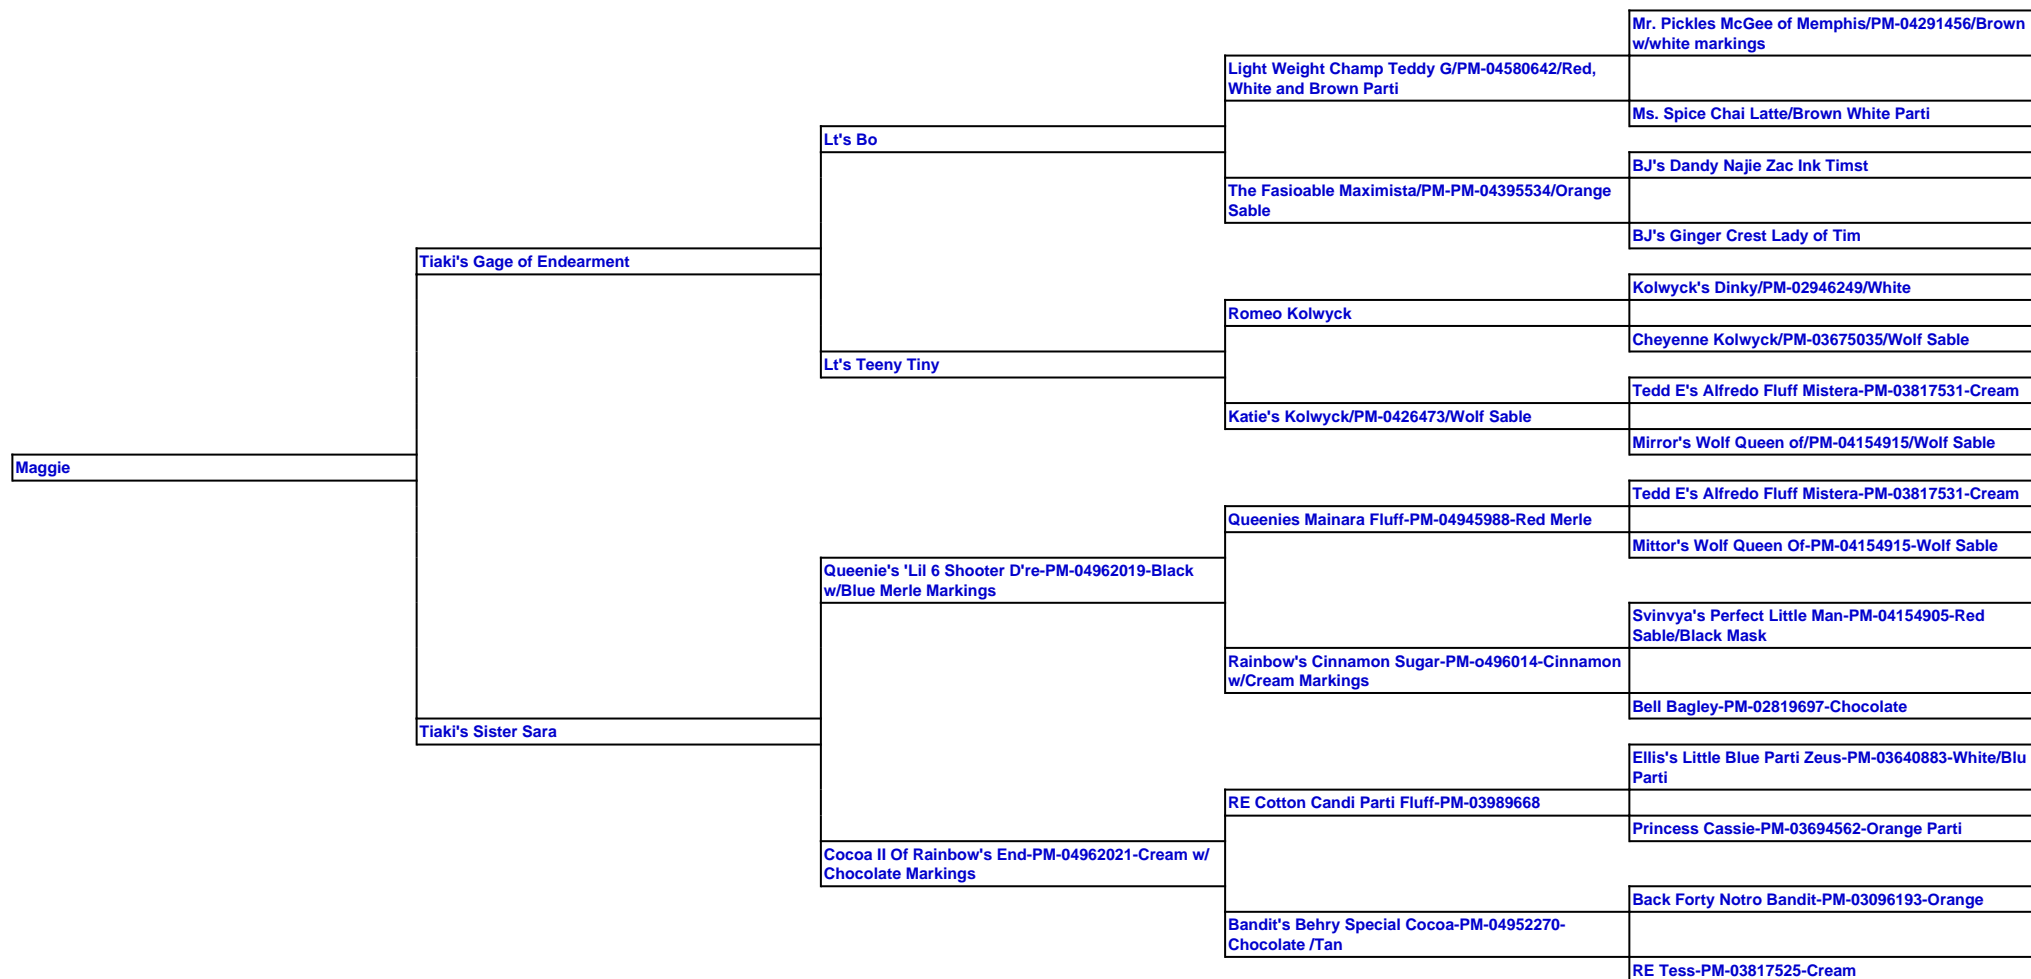 Mr. Pickles McGee of Memphis/PM-04291456/Brown
w/white markings
Light Weight Champ Teddy G/PM-04580642/Red,
White and Brown Parti
Ms. Spice Chai Latte/Brown White Parti
Lt's Bo
BJ's Dandy Najie Zac Ink Timst
The Fasioable Maximista/PM-PM-04395534/Orange
Sable
BJ's Ginger Crest Lady of Tim
Tiaki's Gage of Endearment
Kolwyck's Dinky/PM-02946249/White
Romeo Kolwyck
Cheyenne Kolwyck/PM-03675035/Wolf Sable
Lt's Teeny Tiny
Tedd E's Alfredo Fluff Mistera-PM-03817531-Cream
Katie's Kolwyck/PM-0426473/Wolf Sable
Mirror's Wolf Queen of/PM-04154915/Wolf Sable
Maggie
Tedd E's Alfredo Fluff Mistera-PM-03817531-Cream
Queenies Mainara Fluff-PM-04945988-Red Merle
Mittor's Wolf Queen Of-PM-04154915-Wolf Sable
Queenie's 'Lil 6 Shooter D're-PM-04962019-Black
w/Blue Merle Markings
Svinvya's Perfect Little Man-PM-04154905-Red
Sable/Black Mask
Rainbow's Cinnamon Sugar-PM-o496014-Cinnamon
w/Cream Markings
Bell Bagley-PM-02819697-Chocolate
Tiaki's Sister Sara
Ellis's Little Blue Parti Zeus-PM-03640883-White/Blu
Parti
RE Cotton Candi Parti Fluff-PM-03989668
Princess Cassie-PM-03694562-Orange Parti
Cocoa II Of Rainbow's End-PM-04962021-Cream w/
Chocolate Markings
Back Forty Notro Bandit-PM-03096193-Orange
Bandit's Behry Special Cocoa-PM-04952270-
Chocolate /Tan
RE Tess-PM-03817525-Cream